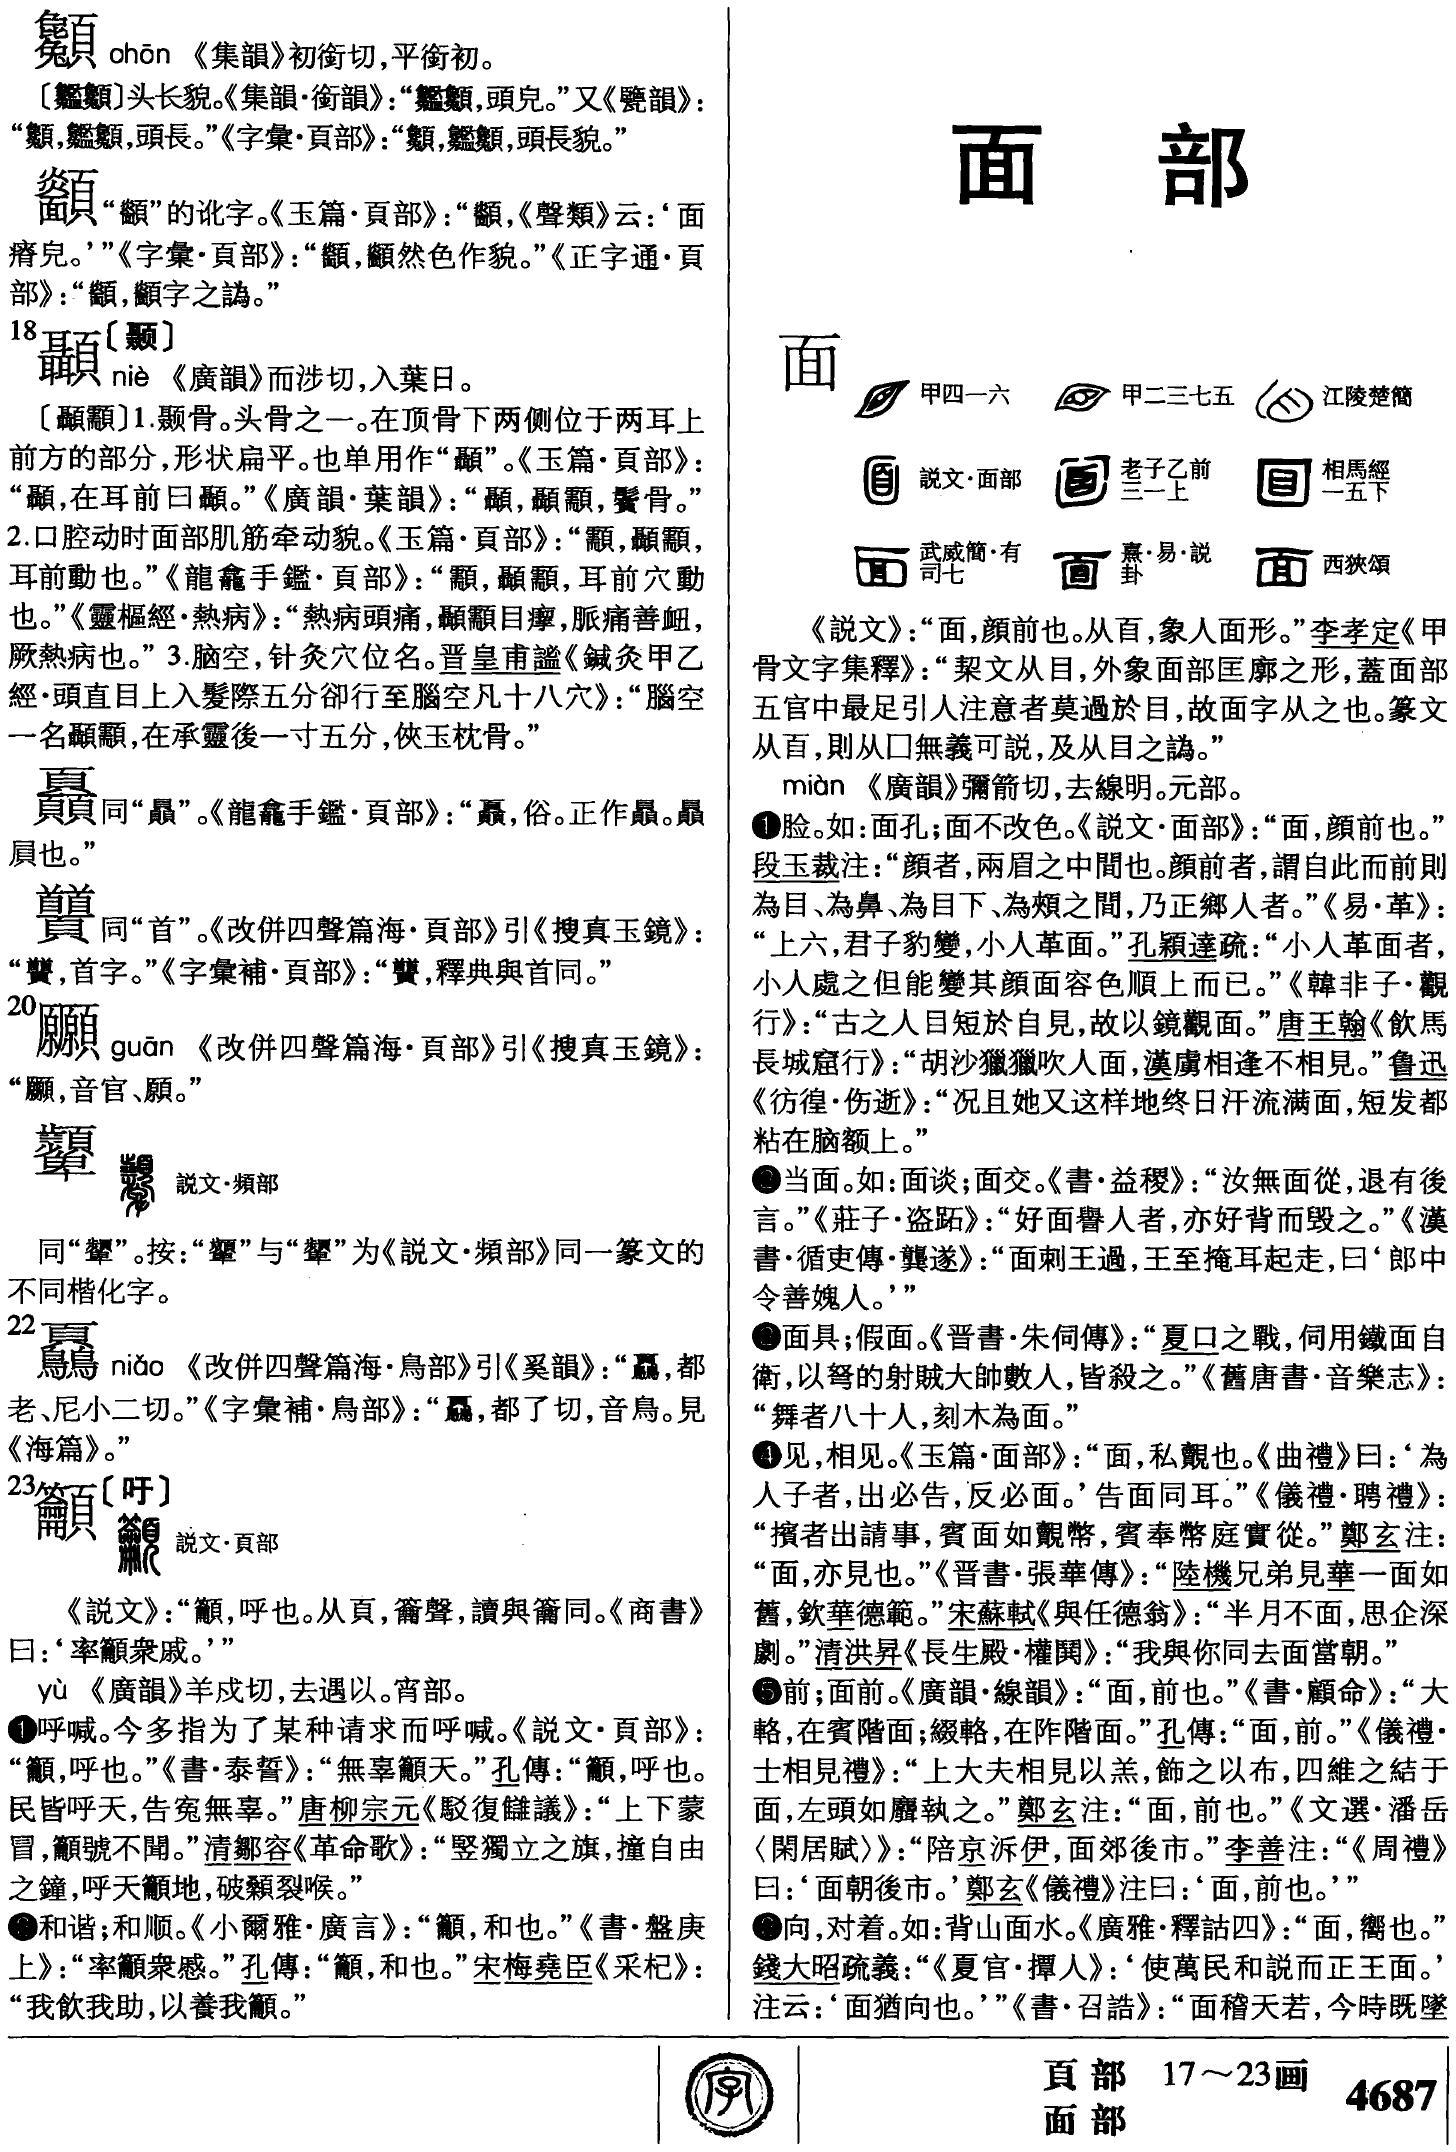 chān 《集韻》初銜切，平銜初。
頭長。”《字彙·頁部》：“
頭長貌。”
的讹字。《玉篇·頁部》：“顩，《聲類》云：‘面
瘠皃。’”《字彙·頁部》：
然色作貌。”《正字通·頁
字之譌。”
18 顳〔颞〕
niè 《廣韻》而涉切，入葉日。
〔顳顬〕1.颞骨。头骨之一。在顶骨下两侧位于两耳上
前方的部分，形状扁平。也单用作“顳”。《玉篇·頁部》：
“顳，在耳前曰顳。”《廣韻·葉韻》：“顳，顳顬，鬢骨。”
2.口腔动时面部肌筋牵动貌。《玉篇·頁部》：“顬，顳顬，
耳前動也。”《龍龕手鑑·頁部》：“顬，顳顬，耳前穴動
也。”《靈樞經·熱病》：“熱病頭痛，顳顬目㾕，脈痛善衄，
厥熱病也。” 3.脑空，针灸穴位名。晋皇甫謐《鍼灸甲乙
經·頭直目上入髮際五分卻行至腦空凡十八穴》：“腦空
一名顳顬，在承靈後一寸五分，俠玉枕骨。”
同“贔”。《龍龕手鑑·頁部》：
俗。正作贔。贔
屓也。”
同“首”。《改併四聲篇海·頁部》引《搜真玉鏡》：
首字。”《字彙補·頁部》：
釋典與首同。”
20
guān 《改併四聲篇海·頁部》引《搜真玉鏡》：
音官、願。”
説文·頻部
同“顰”。按：
为《説文·頻部》同一篆文的
不同楷化字。
22
niǎo 《改併四聲篇海·鳥部》引《奚韻》：
都
老、尼小二切。”《字彙補·鳥部》：
都了切，音鳥。見
《海篇》。”
23 籲〔吁〕
説文·頁部
《説文》：“籲，呼也。从頁，籥聲，讀與籥同。《商書》
曰：‘率籲衆戚。’”
yù 《廣韻》羊戍切，去遇以。宵部。
❶呼喊。今多指为了某种请求而呼喊。《説文·頁部》：
“籲，呼也。”《書·泰誓》：“無辜籲天。”孔傳：“籲，呼也。
民皆呼天，告冤無辜。”唐柳宗元《駁復讎議》：“上下蒙
冒，籲號不聞。”清鄒容《革命歌》：“竪獨立之旗，撞自由
之鐘，呼天籲地，破顙裂喉。”
❷和谐；和顺。《小爾雅·廣言》：“籲，和也。”《書·盤庚
上》：“率籲衆慼。”孔傳：“籲，和也。”宋梅堯臣《采杞》：
“我飲我助，以養我籲。”
面 部
面
甲四一六 甲二三七五 江陵楚簡
説文·面部 老子乙前三一上 相馬經一五下
武威簡·有司七 熹·易·説卦 西狹頌
《説文》：“面，顔前也。从𦣻，象人面形。”李孝定《甲
骨文字集釋》：“栔文从目，外象面部匡廓之形，蓋面部
五官中最足引人注意者莫過於目，故面字从之也。篆文
从𦣻，則从囗無義可説，及从目之譌。”
miàn 《廣韻》彌箭切，去線明。元部。
❶脸。如：面孔；面不改色。《説文·面部》：“面，顔前也。”
段玉裁注：“顔者，兩眉之中間也。顔前者，謂自此而前則
為目、為鼻、為目下、為頰之間，乃正鄉人者。”《易·革》：
“上六，君子豹變，小人革面。”孔穎達疏：“小人革面者，
小人處之但能變其顔面容色順上而已。”《韓非子·觀
行》：“古之人目短於自見，故以鏡觀面。”唐王翰《飲馬
長城窟行》：“胡沙獵獵吹人面，漢虜相逢不相見。”鲁迅
《彷徨·伤逝》：“况且她又这样地终日汗流满面，短发都
粘在脑额上。”
❷当面。如：面谈；面交。《書·益稷》：“汝無面從，退有後
言。”《莊子·盗跖》：“好面譽人者，亦好背而毁之。”《漢
書·循吏傳·龔遂》：“面刺王過，王至掩耳起走，曰‘郎中
令善媿人。’”
❸面具；假面。《晋書·朱伺傳》：“夏口之戰，伺用鐵面自
衛，以弩的射賊大帥數人，皆殺之。”《舊唐書·音樂志》：
“舞者八十人，刻木為面。”
❹见，相见。《玉篇·面部》：“面，私覿也。《曲禮》曰：‘為
人子者，出必告，反必面。’告面同耳。”《儀禮·聘禮》：
“擯者出請事，賓面如覿幣，賓奉幣庭實從。”鄭玄注：
“面，亦見也。”《晋書·張華傳》：“陸機兄弟見華一面如
舊，欽華德範。”宋蘇軾《與任德翁》：“半月不面，思企深
劇。”清洪昇《長生殿·權鬨》：“我與你同去面當朝。”
❺前；面前。《廣韻·線韻》：“面，前也。”《書·顧命》：“大
輅，在賓階面；綴輅，在阼階面。”孔傳：“面，前。”《儀禮·
士相見禮》：“上大夫相見以羔，飾之以布，四維之結于
面，左頭如麛執之。”鄭玄注：“面，前也。”《文選·潘岳
〈閑居賦〉》：“陪京泝伊，面郊後市。”李善注：“《周禮》
曰：‘面朝後市。’鄭玄《儀禮》注曰：‘面，前也。’”
❻向，对着。如：背山面水。《廣雅·釋詁四》：“面，嚮也。”
錢大昭疏義：“《夏官·撢人》：‘使萬民和説而正王面。’
注云：‘面猶向也。’”《書·召誥》：“面稽天若，今時既墜
字
頁部 17～23画
面部
4687